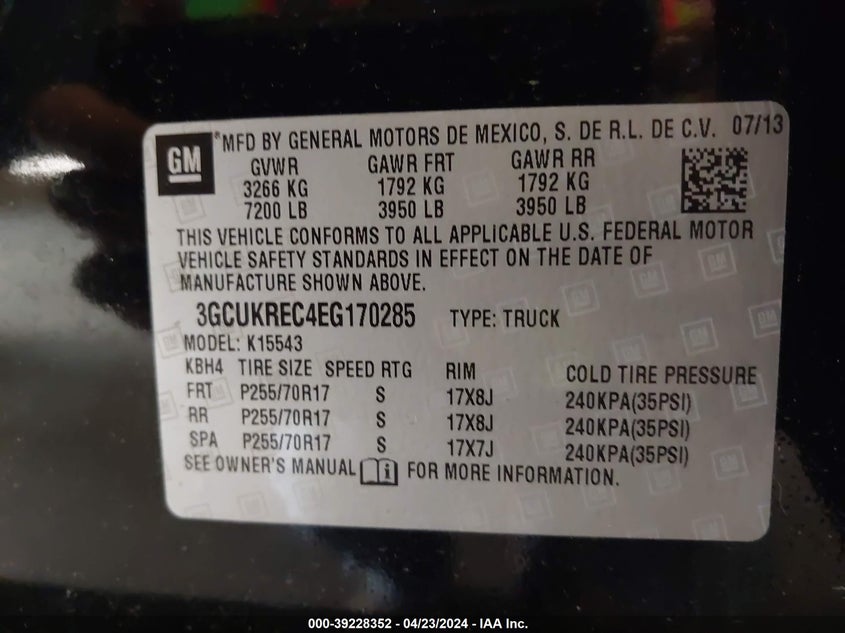 GM
® MFD BY GENERAL MOTORS DE MEXICO, S. DE R.L. DE C.V. 07/13
GVWR GAWR FRT GAWR RR
3266 KG 1792 KG 1792 KG
7200 LB 3950 LB 3950 LB
THIS VEHICLE CONFORMS TO ALL APPLICABLE U.S. FEDERAL MOTOR
VEHICLE SAFETY STANDARDS IN EFFECT ON THE DATE OF
MANUFACTURE SHOWN ABOVE.
3GCUKREC4EG170285 TYPE: TRUCK
MODEL: K15543
KBH4 TIRE SIZE SPEED RTG RIM COLD TIRE PRESSURE
FRT P255/70R17 S 17X8J 240KPA(35PSI)
RR P255/70R17 S 17X8J 240KPA(35PSI)
SPA P255/70R17 S 17X7J 240KPA(35PSI)
SEE OWNER'S MANUAL i FOR MORE INFORMATION.
000-39228352 - 04/23/2024 - IAA Inc.